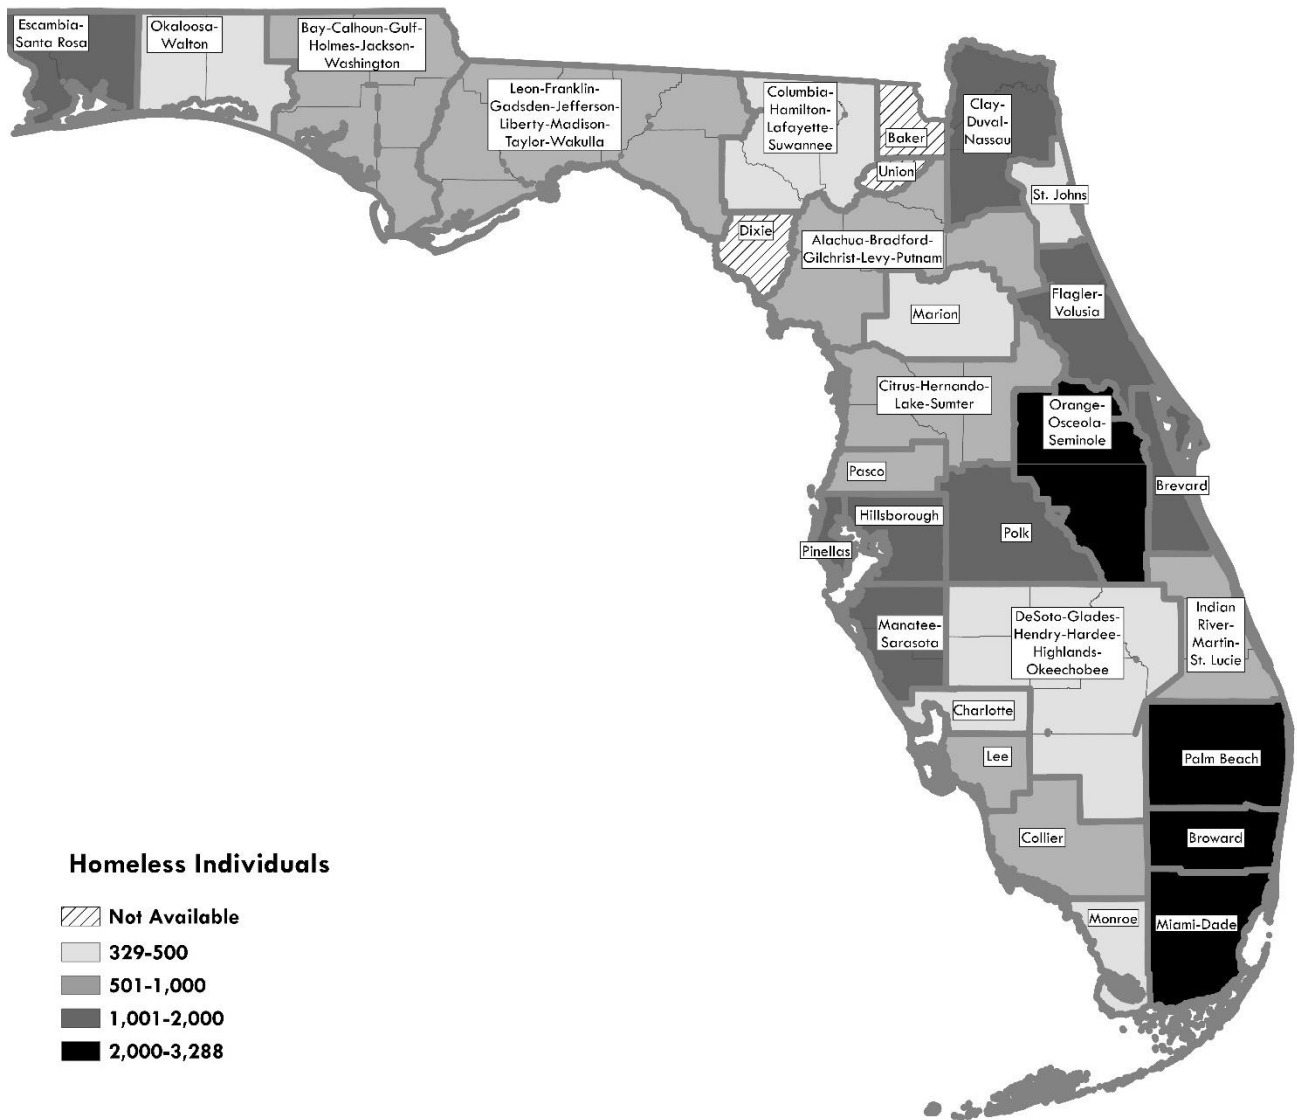 Escambia-
Santa Rosa
Okaloosa-
Walton
Bay-Calhoun-Gulf-
Holmes-Jackson-
Washington
Leon-Franklin-
Gadsden-Jefferson-
Liberty-Madison-
Taylor-Wakulla
Columbia-
Hamilton-
Lafayette-
Suwannee
Baker
Union
Clay-
Duval-
Nassau
St. Johns
Dixie
Alachua-Bradford-
Gilchrist-Levy-Putnam
Marion
Flagler-
Volusia
Citrus-Hernando-
Lake-Sumter
Orange-
Osceola-
Seminole
Pasco
Brevard
Hillsborough
Pinellas
Polk
Manatee-
Sarasota
DeSoto-Glades-
Hendry-Hardee-
Highlands-
Okeechobee
Indian
River-
Martin-
St. Lucie
Charlotte
Lee
Palm Beach
Collier
Broward
Monroe
Miami-Dade
Homeless Individuals
Not Available
329-500
501-1,000
1,001-2,000
2,000-3,288